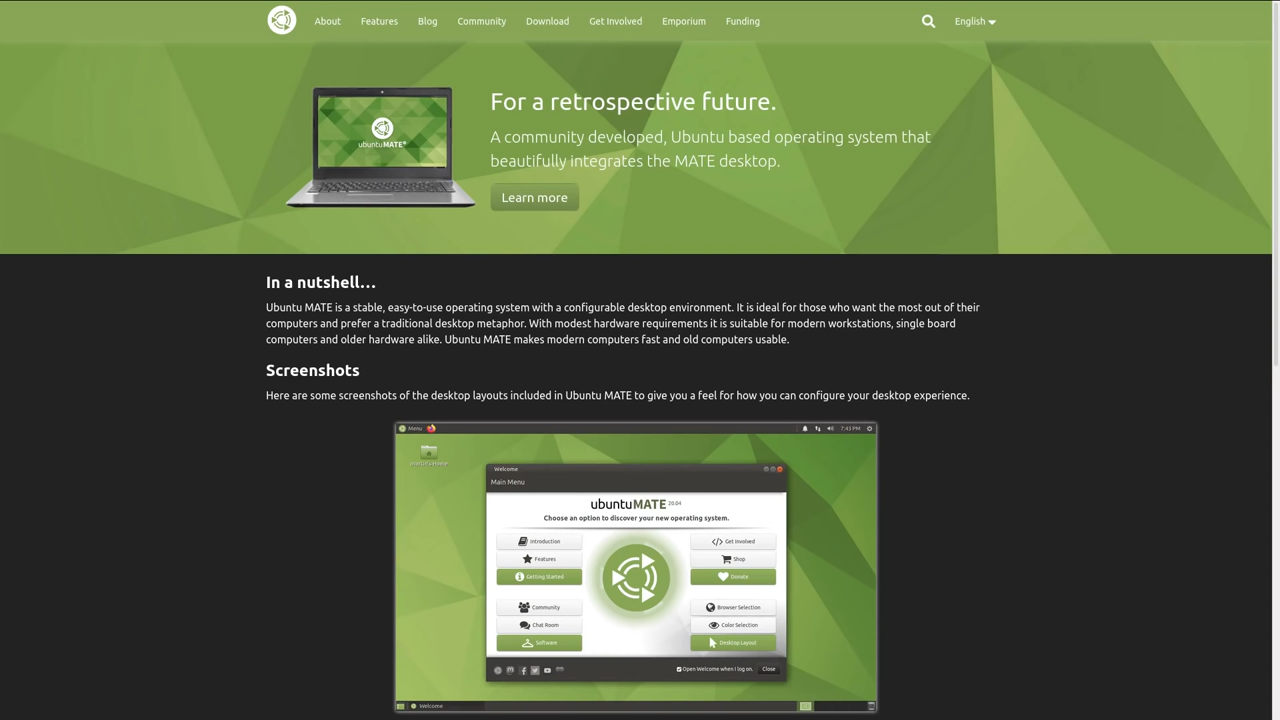 About Features Blog Community Download Get Involved Emporium Funding English
ubuntuMATE
For a retrospective future.
A community developed, Ubuntu based operating system that
beautifully integrates the MATE desktop.
Learn more
In a nutshell…
Ubuntu MATE is a stable, easy-to-use operating system with a configurable desktop environment. It is ideal for those who want the most out of their
computers and prefer a traditional desktop metaphor. With modest hardware requirements it is suitable for modern workstations, single board
computers and older hardware alike. Ubuntu MATE makes modern computers fast and old computers usable.
Screenshots
Here are some screenshots of the desktop layouts included in Ubuntu MATE to give you a feel for how you can configure your desktop experience.
Menu 7:43 PM
martin's Home
Welcome
Main Menu
ubuntuMATE 20.04
Choose an option to discover your new operating system.
Introduction Get Involved
Features Shop
Getting Started Donate
Community Browser Selection
Chat Room Color Selection
Software Desktop Layout
Open Welcome when I log on. Close
Welcome